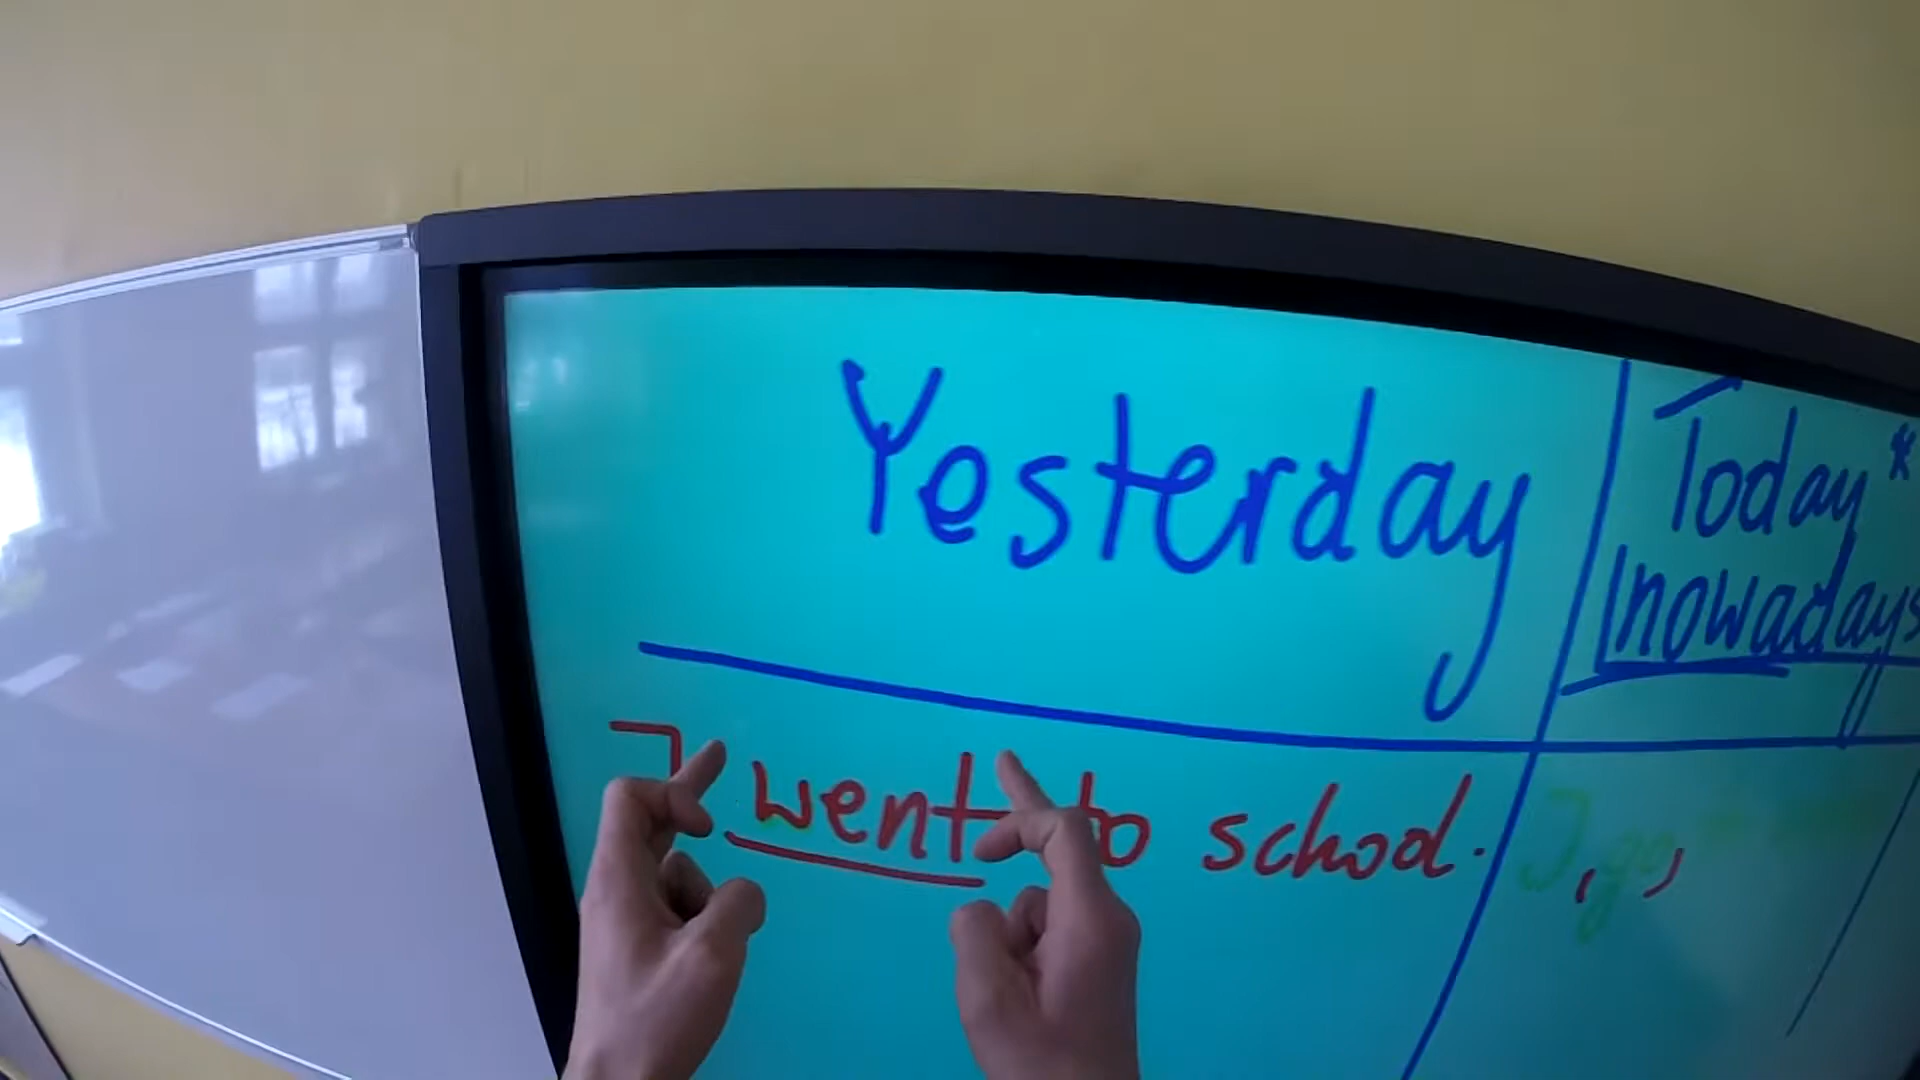 Yesterday
Today*
nowadays
I went to school.
I, go,